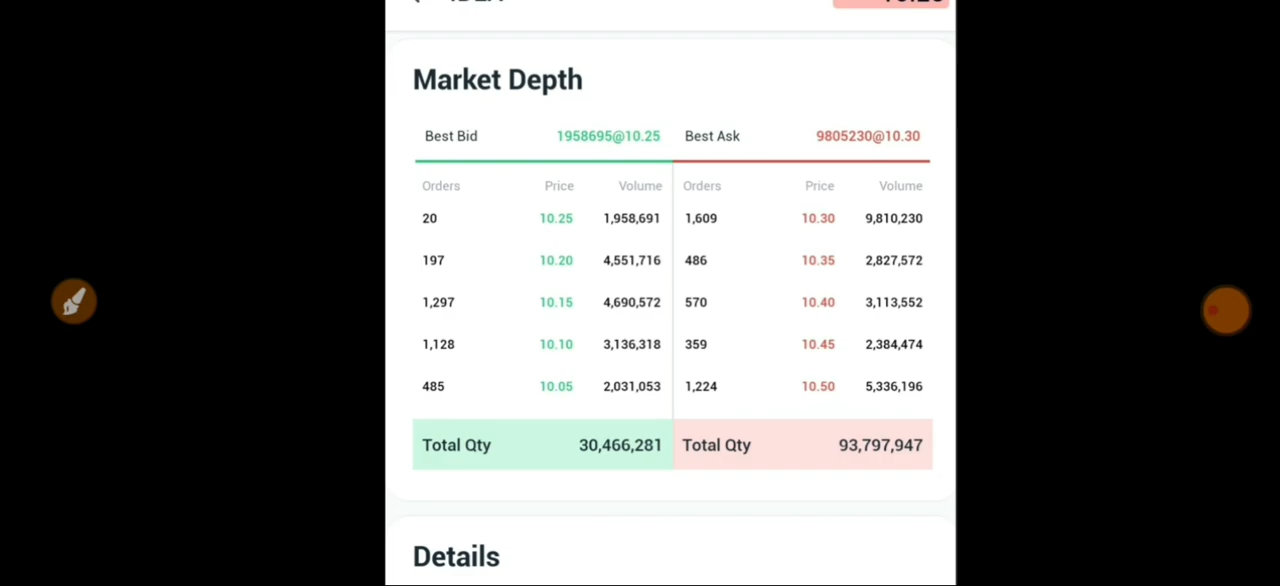 Market Depth
Best Bid 1958695@10.25 Best Ask 9805230@10.30
Orders Price Volume Orders Price Volume
20 10.25 1,958,691 1,609 10.30 9,810,230
197 10.20 4,551,716 486 10.35 2,827,572
1,297 10.15 4,690,572 570 10.40 3,113,552
1,128 10.10 3,136,318 359 10.45 2,384,474
485 10.05 2,031,053 1,224 10.50 5,336,196
Total Qty 30,466,281 Total Qty 93,797,947
Details